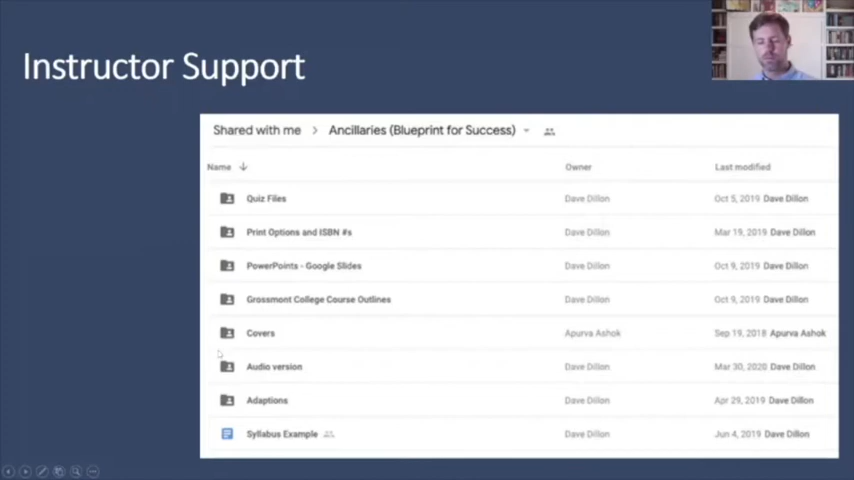 Instructor Support
Shared with me > Ancillaries (Blueprint for Success)
Name Owner Last modified
Quiz Files Dave Dillon Oct 5, 2019 Dave Dillon
Print Options and ISBN #s Dave Dillon Mar 19, 2019 Dave Dillon
PowerPoints - Google Slides Dave Dillon Oct 9, 2019 Dave Dillon
Grossmont College Course Outlines Dave Dillon Oct 9, 2019 Dave Dillon
Covers Apurva Ashok Sep 19, 2018 Apurva Ashok
Audio version Dave Dillon Mar 30, 2020 Dave Dillon
Adaptions Dave Dillon Apr 29, 2019 Dave Dillon
Syllabus Example Dave Dillon Jun 4, 2019 Dave Dillon